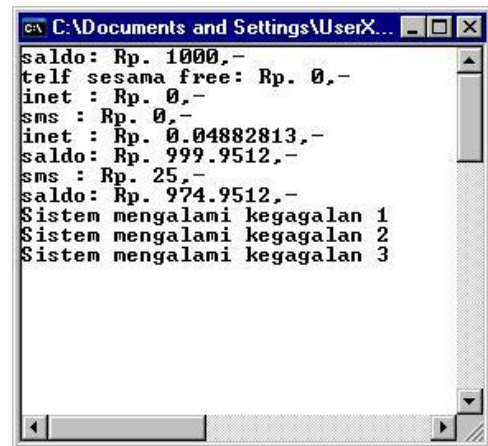 C:\Documents and Settings\UserX...
saldo: Rp. 1000,-
telf sesama free: Rp. 0,-
inet : Rp. 0,-
sms : Rp. 0,-
inet : Rp. 0.04882813,-
saldo: Rp. 999.9512,-
sms : Rp. 25,-
saldo: Rp. 974.9512,-
Sistem mengalami kegagalan 1
Sistem mengalami kegagalan 2
Sistem mengalami kegagalan 3